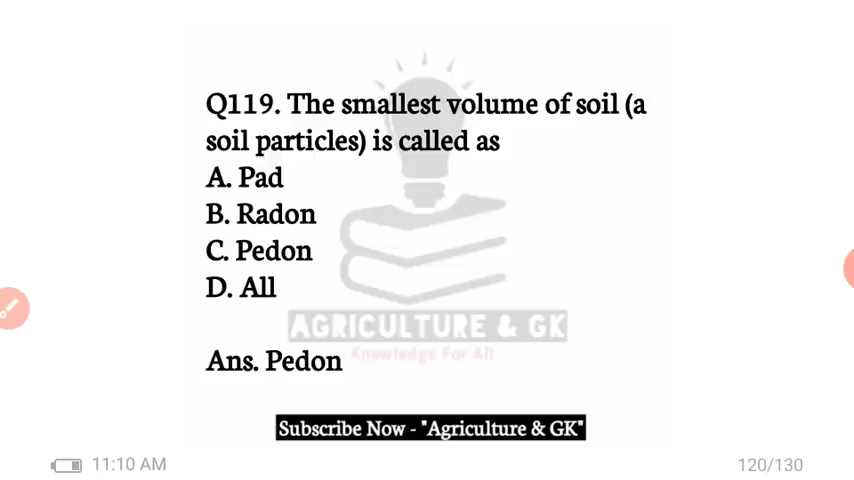 Q119. The smallest volume of soil (a
soil particles) is called as
A. Pad
B. Radon
C. Pedon
D. All
AGRICULTURE & GK
Knowledge For All
Ans. Pedon
Subscribe Now - "Agriculture & GK"
11:10 AM
120/130